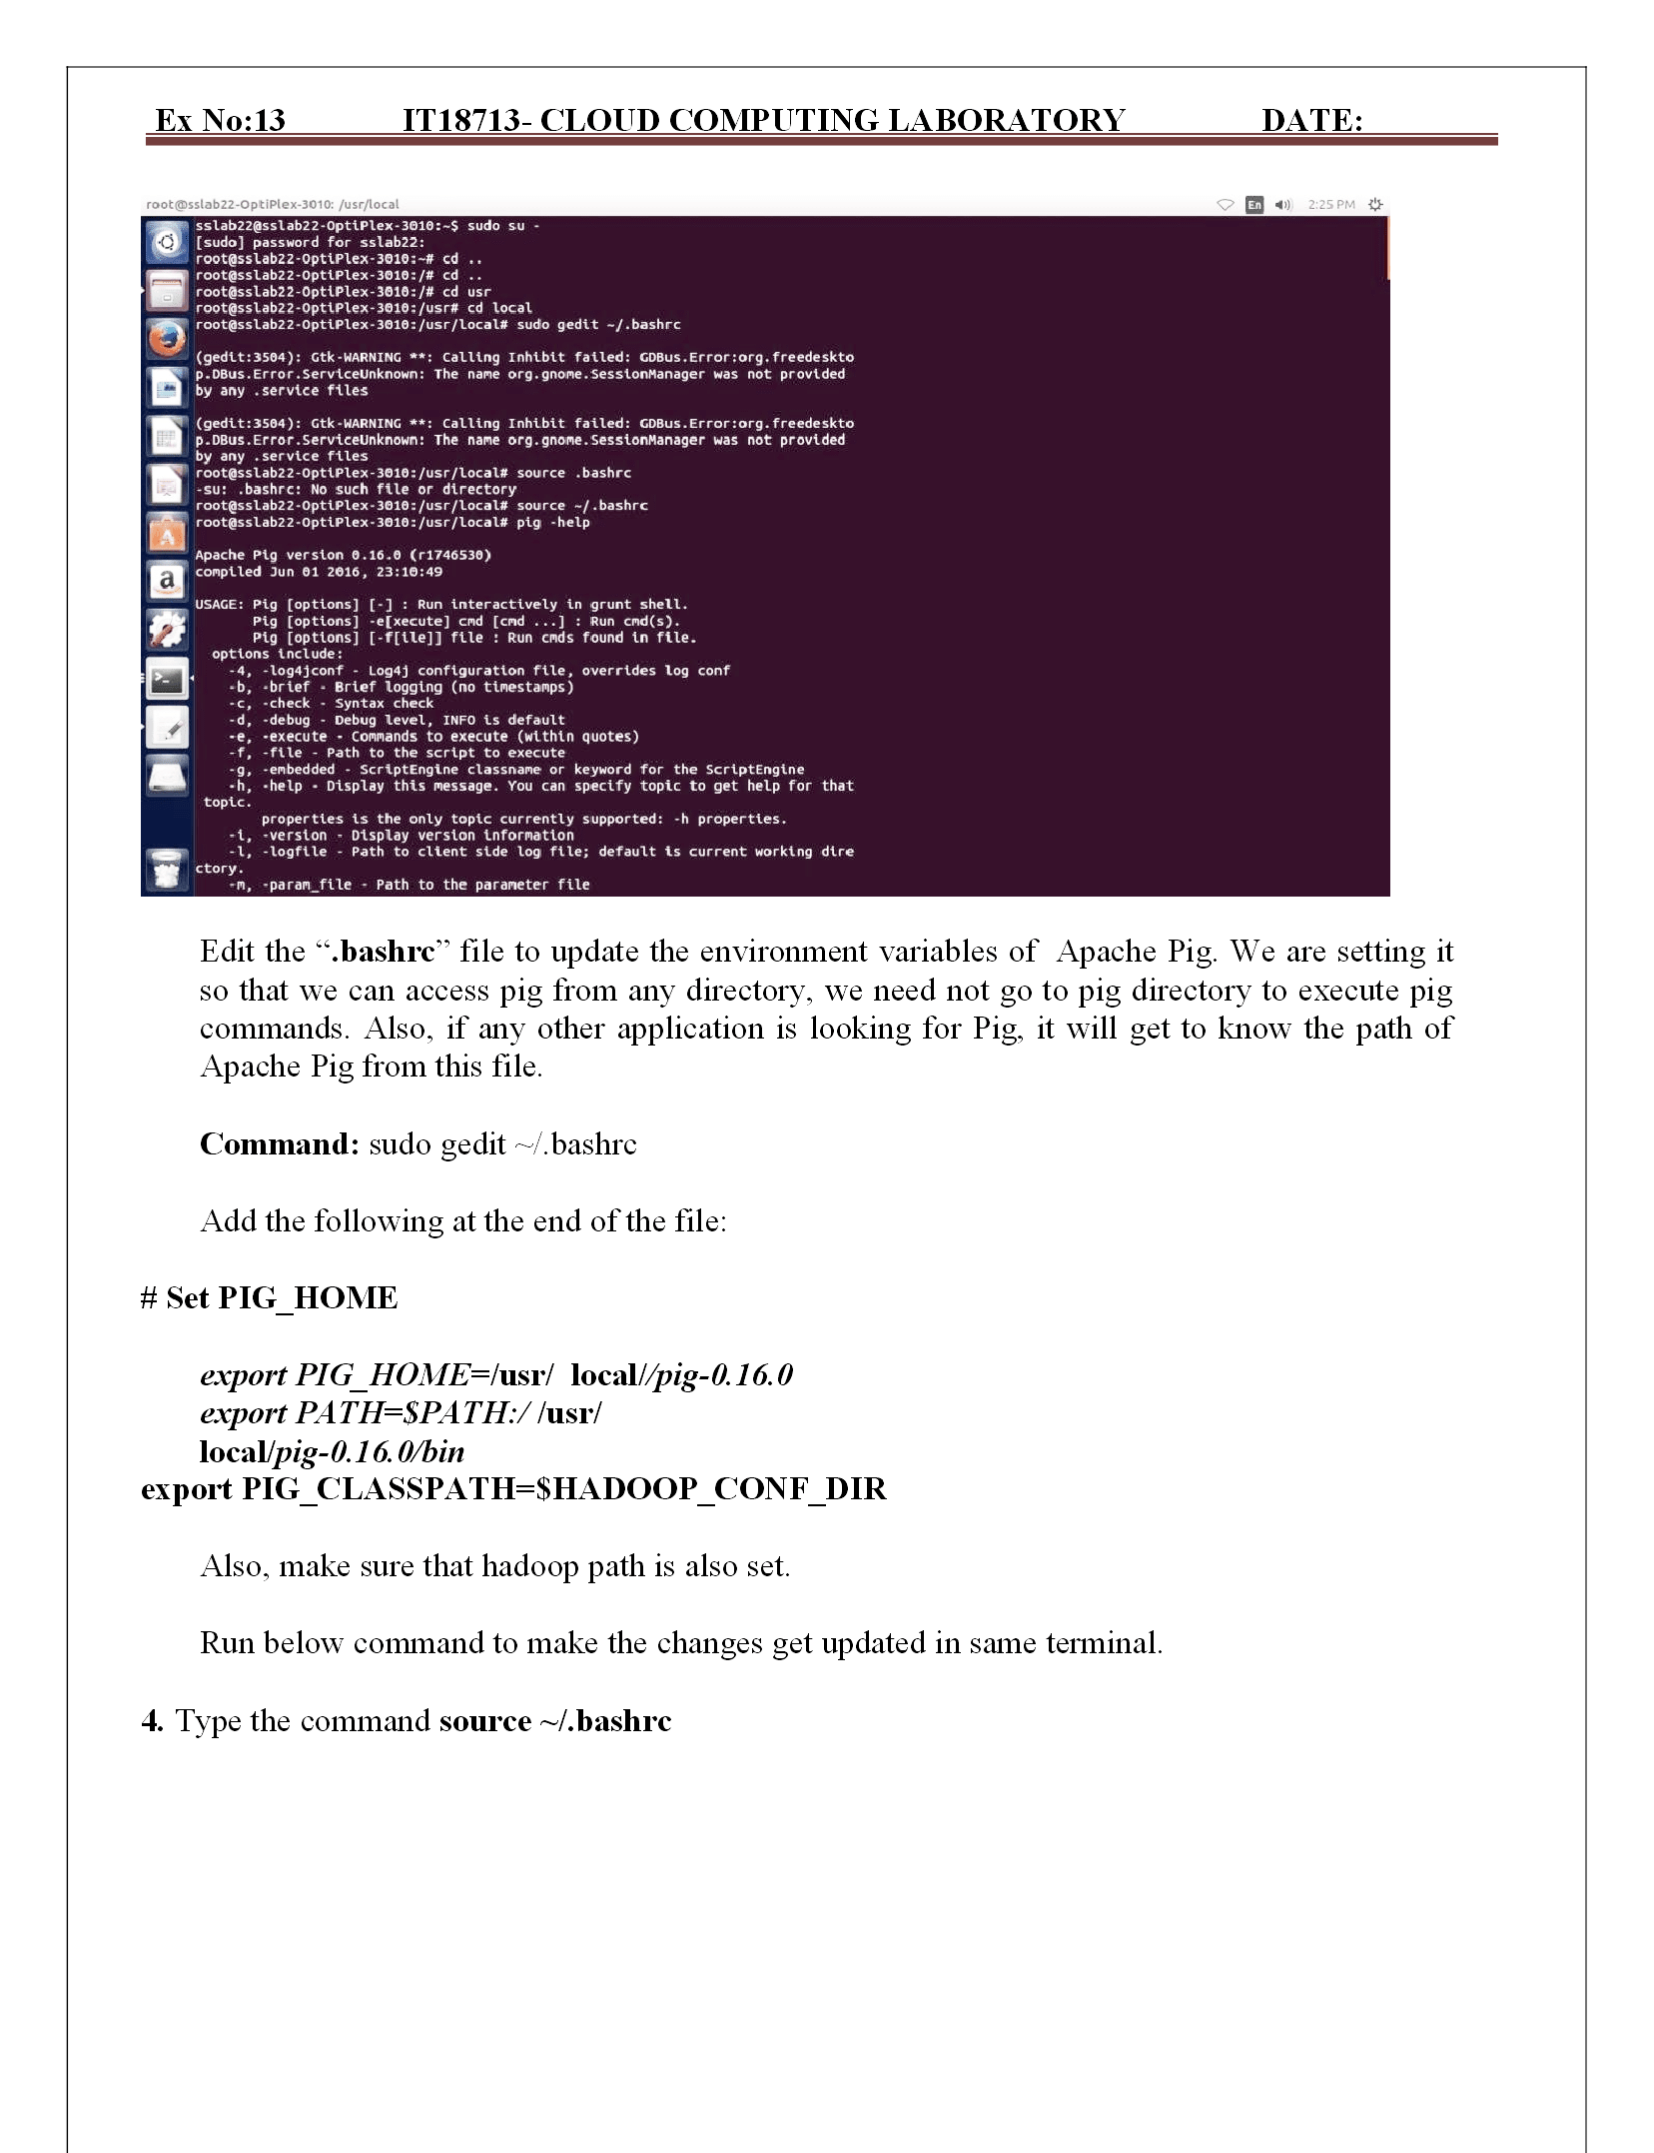 Ex No:13 IT18713- CLOUD COMPUTING LABORATORY DATE:
root@sslab22-OptiPlex-3010: /usr/local En 2:25 PM
sslab22@sslab22-OptiPlex-3010:~$ sudo su -
[sudo] password for sslab22:
root@sslab22-OptiPlex-3010:~# cd ..
root@sslab22-OptiPlex-3010:/# cd ..
root@sslab22-OptiPlex-3010:/# cd usr
root@sslab22-OptiPlex-3010:/usr# cd local
root@sslab22-OptiPlex-3010:/usr/local# sudo gedit ~/.bashrc
(gedit:3504): Gtk-WARNING **: Calling Inhibit failed: GDBus.Error:org.freedeskto
p.DBus.Error.ServiceUnknown: The name org.gnome.SessionManager was not provided
by any .service files
(gedit:3504): Gtk-WARNING **: Calling Inhibit failed: GDBus.Error:org.freedeskto
p.DBus.Error.ServiceUnknown: The name org.gnome.SessionManager was not provided
by any .service files
root@sslab22-OptiPlex-3010:/usr/local# source .bashrc
-su: .bashrc: No such file or directory
root@sslab22-OptiPlex-3010:/usr/local# source ~/.bashrc
root@sslab22-OptiPlex-3010:/usr/local# pig -help
Apache Pig version 0.16.0 (r1746530)
compiled Jun 01 2016, 23:10:49
USAGE: Pig [options] [-] : Run interactively in grunt shell.
Pig [options] -e[xecute] cmd [cmd ...] : Run cmd(s).
Pig [options] [-f[ile]] file : Run cmds found in file.
options include:
-4, -log4jconf - Log4j configuration file, overrides log conf
-b, -brief - Brief logging (no timestamps)
-c, -check - Syntax check
-d, -debug - Debug level, INFO is default
-e, -execute - Commands to execute (within quotes)
-f, -file - Path to the script to execute
-g, -embedded - ScriptEngine classname or keyword for the ScriptEngine
-h, -help - Display this message. You can specify topic to get help for that
topic.
properties is the only topic currently supported: -h properties.
-i, -version - Display version information
-l, -logfile - Path to client side log file; default is current working dire
ctory.
-m, -param_file - Path to the parameter file
Edit the “.bashrc” file to update the environment variables of Apache Pig. We are setting it
so that we can access pig from any directory, we need not go to pig directory to execute pig
commands. Also, if any other application is looking for Pig, it will get to know the path of
Apache Pig from this file.
Command: sudo gedit ~/.bashrc
Add the following at the end of the file:
# Set PIG_HOME
export PIG_HOME=/usr/ local//pig-0.16.0
export PATH=$PATH:/ /usr/
local/pig-0.16.0/bin
export PIG_CLASSPATH=$HADOOP_CONF_DIR
Also, make sure that hadoop path is also set.
Run below command to make the changes get updated in same terminal.
4. Type the command source ~/.bashrc